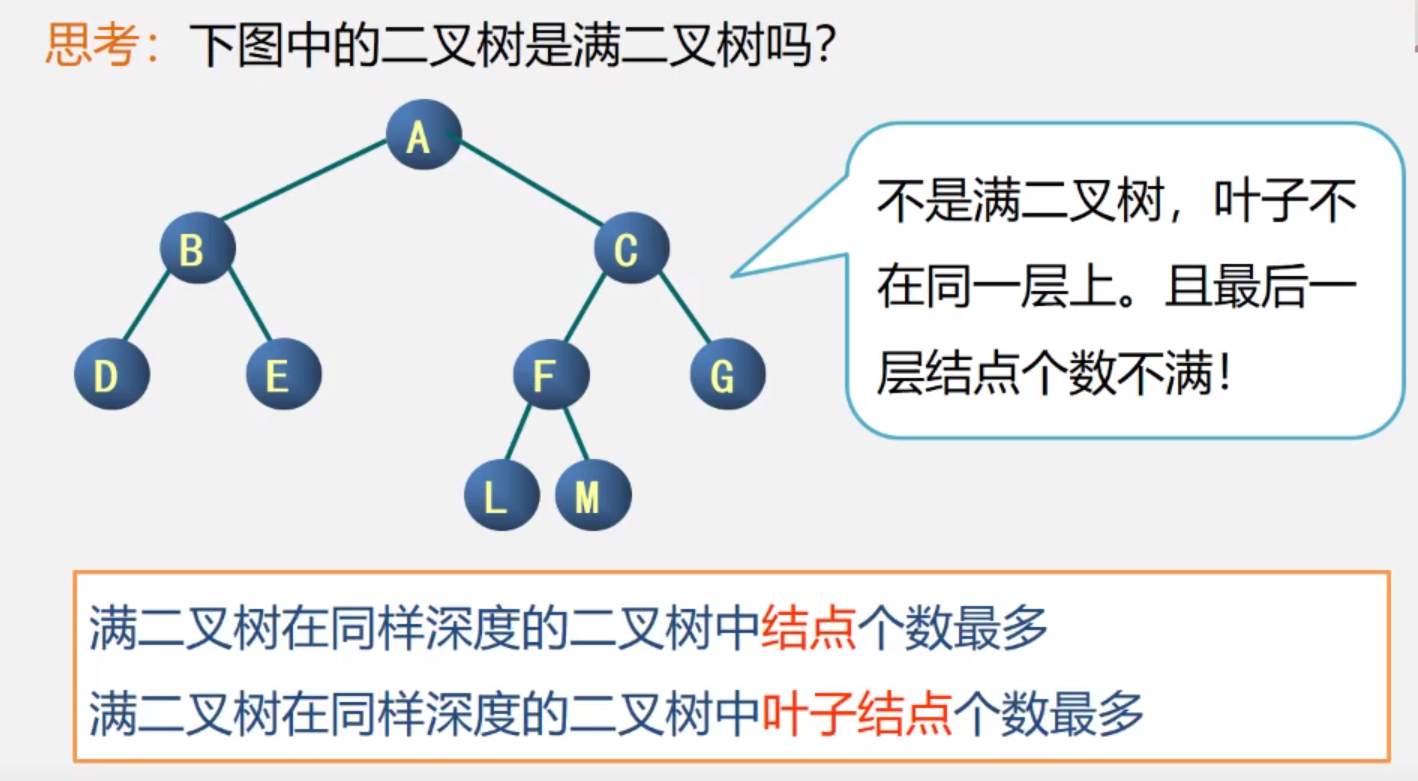 思考：下图中的二叉树是满二叉树吗？
A
B
C
D
E
F
G
L
M
不是满二叉树，叶子不
在同一层上。且最后一
层结点个数不满！
满二叉树在同样深度的二叉树中结点个数最多
满二叉树在同样深度的二叉树中叶子结点个数最多